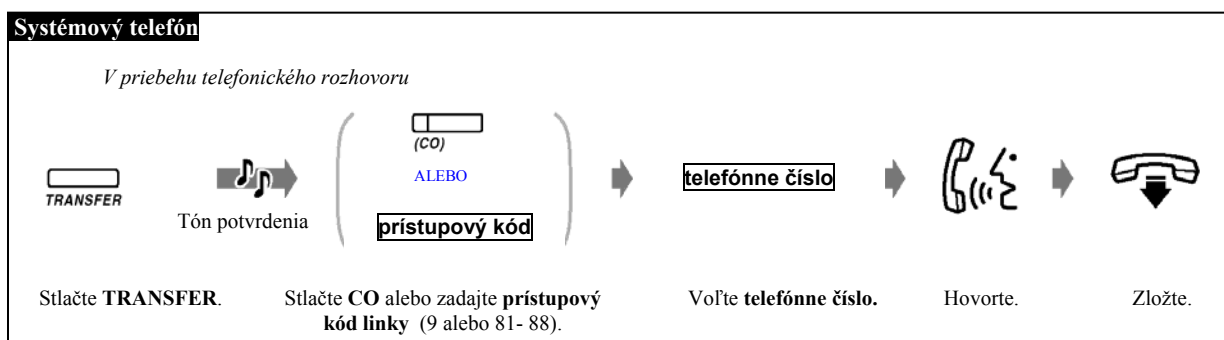 Systémový telefón
V priebehu telefonického rozhovoru
(CO)
ALEBO
TRANSFER
telefónne číslo
Tón potvrdenia
prístupový kód
Stlačte TRANSFER.
Stlačte CO alebo zadajte prístupový
kód linky (9 alebo 81- 88).
Voľte telefónne číslo.
Hovorte.
Zložte.